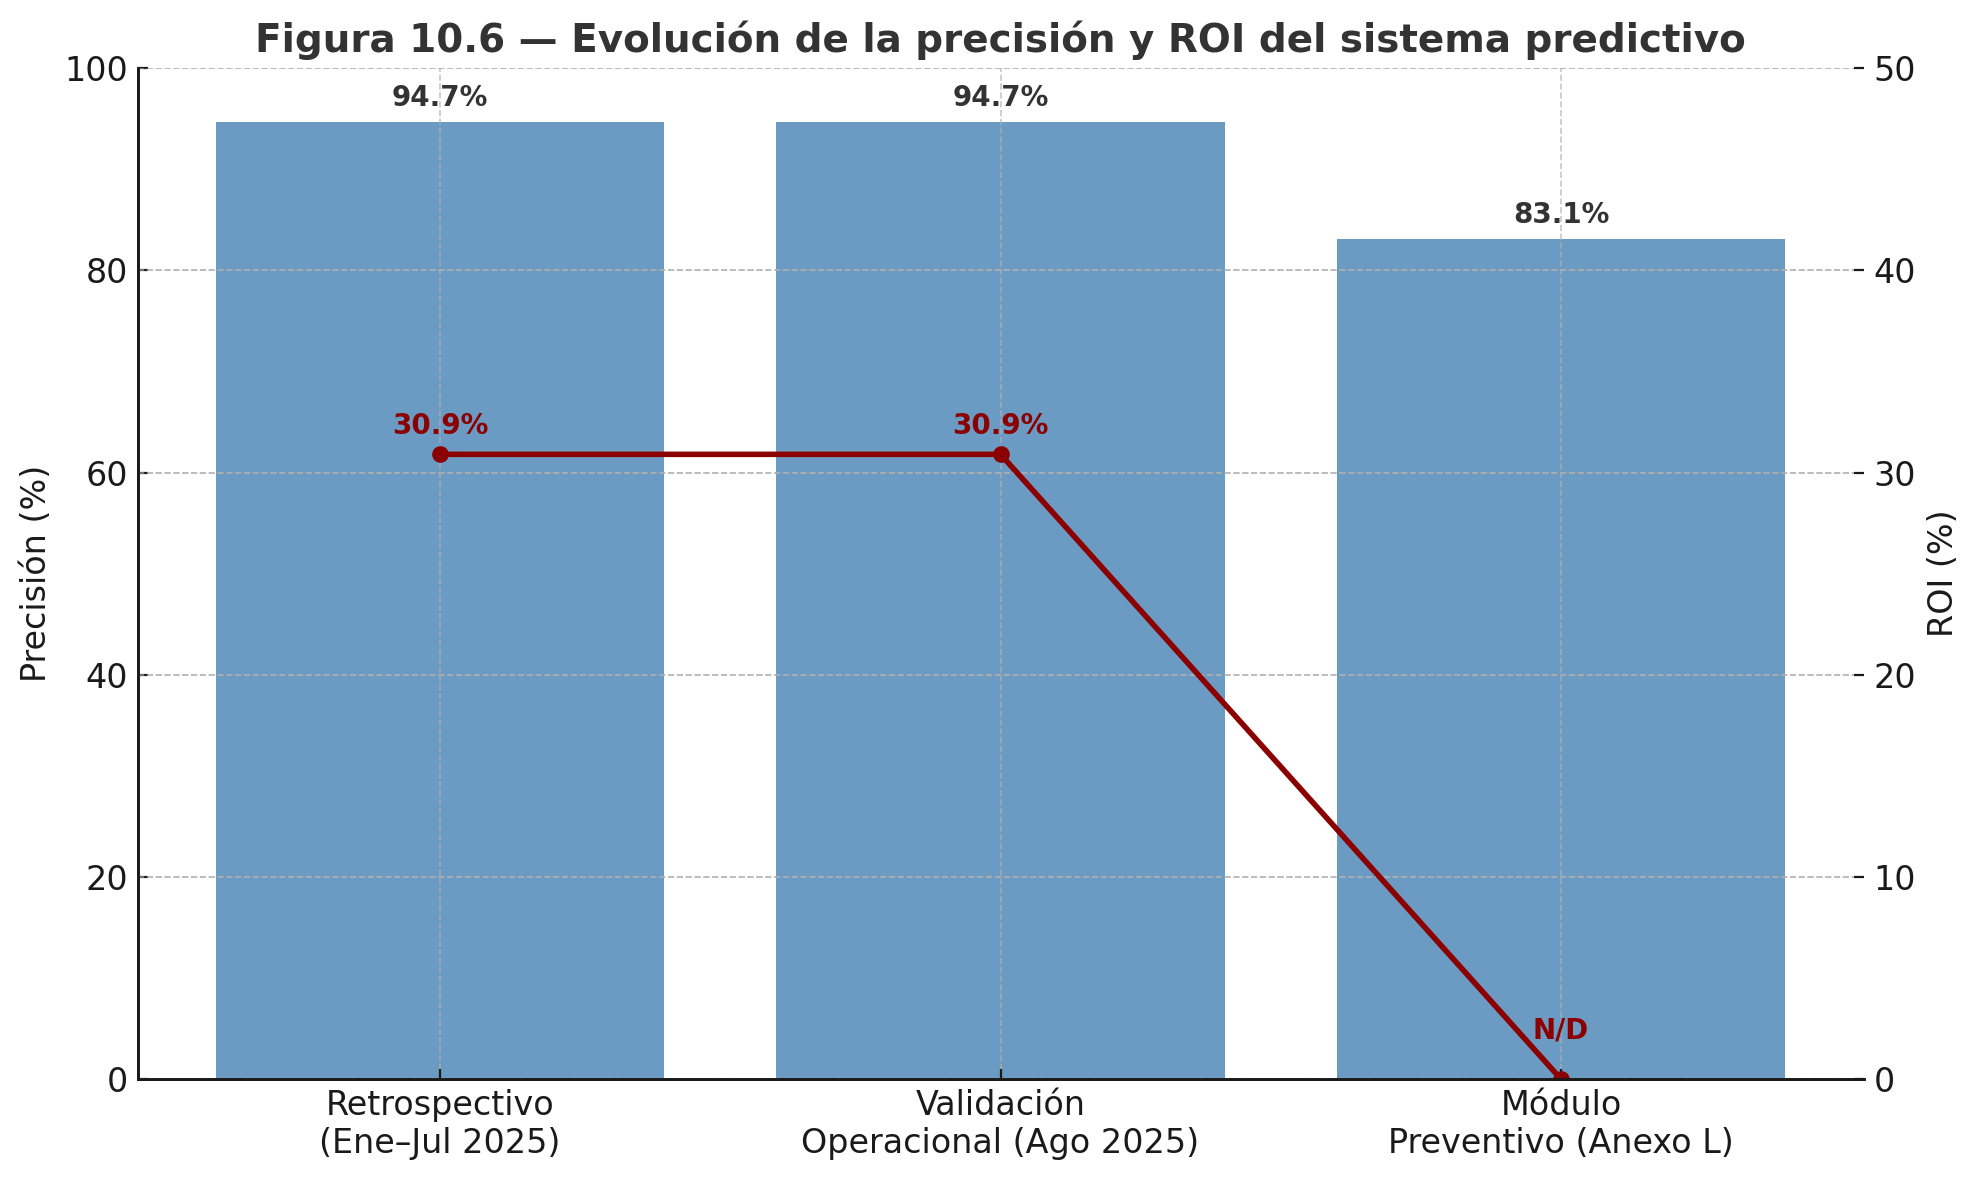 Figura 10.6 — Evolución de la precisión y ROI del sistema predictivo
100
80
60
40
20
0
Precisión (%)
94.7%
94.7%
83.1%
30.9%
30.9%
N/D
50
40
30
20
10
0
ROI (%)
Retrospectivo
(Ene–Jul 2025)
Validación
Operacional (Ago 2025)
Módulo
Preventivo (Anexo L)